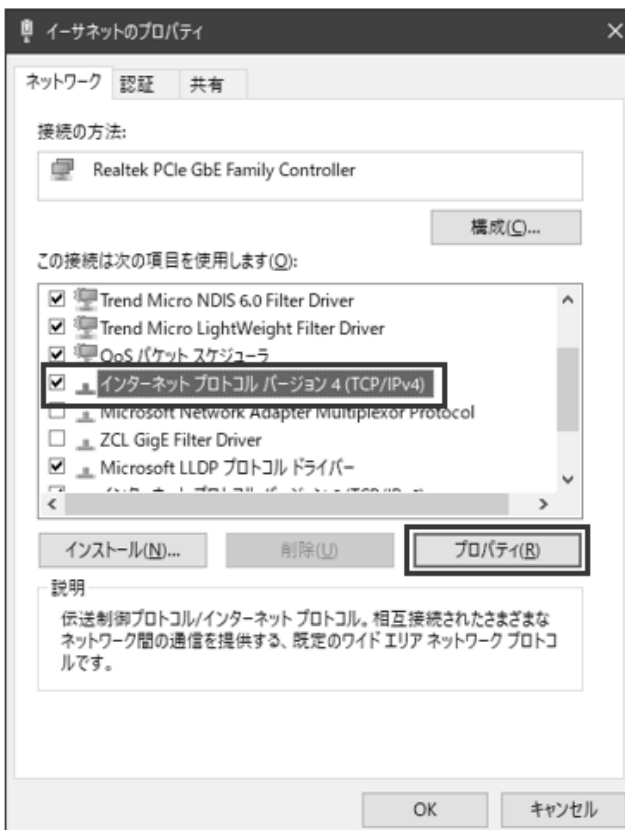 イーサネットのプロパティ
ネットワーク 認証 共有
接続の方法:
Realtek PCIe GbE Family Controller
構成(C)...
この接続は次の項目を使用します(O):
Trend Micro NDIS 6.0 Filter Driver
Trend Micro LightWeight Filter Driver
QoS パケット スケジューラ
インターネット プロトコル バージョン 4 (TCP/IPv4)
Microsoft Network Adapter Multiplexor Protocol
ZCL GigE Filter Driver
Microsoft LLDP プロトコル ドライバー
インストール(N)... 削除(U) プロパティ(R)
説明
伝送制御プロトコル/インターネット プロトコル。相互接続されたさまざまな
ネットワーク間の通信を提供する、既定のワイド エリア ネットワーク プロトコ
ルです。
OK キャンセル